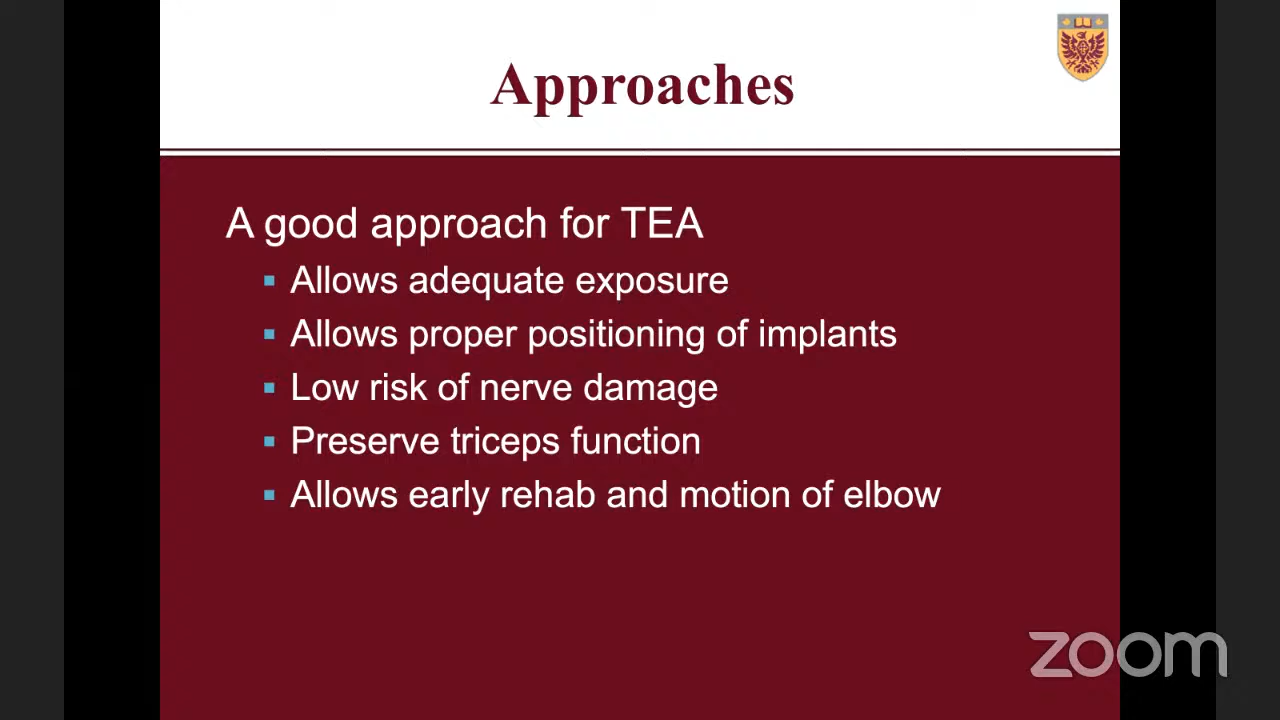 Approaches
A good approach for TEA
Allows adequate exposure
Allows proper positioning of implants
Low risk of nerve damage
Preserve triceps function
Allows early rehab and motion of elbow
zoom